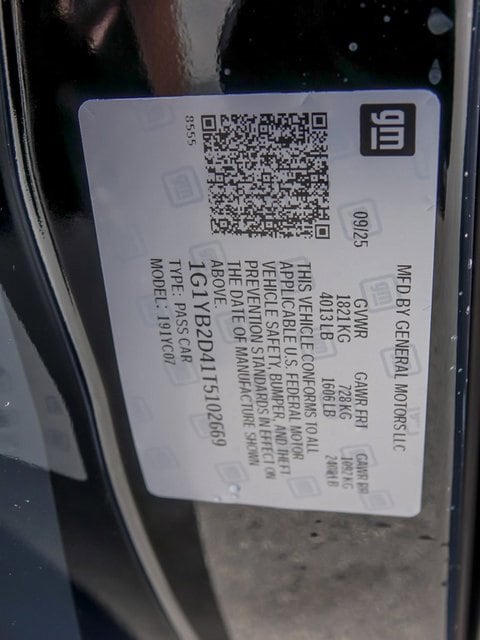 gm
8555
09/25
MFD BY GENERAL MOTORS LLC
GVWR GAWR FRT GAWR RR
1821 KG 728 KG 1092 KG
4013 LB 1606 LB 2408 LB
THIS VEHICLE CONFORMS TO ALL
APPLICABLE U.S. FEDERAL MOTOR
VEHICLE SAFETY, BUMPER, AND THEFT
PREVENTION STANDARDS IN EFFECT ON
THE DATE OF MANUFACTURE SHOWN
ABOVE.
1G1YB2D41T5102669
TYPE: PASS CAR
MODEL: 191YC07